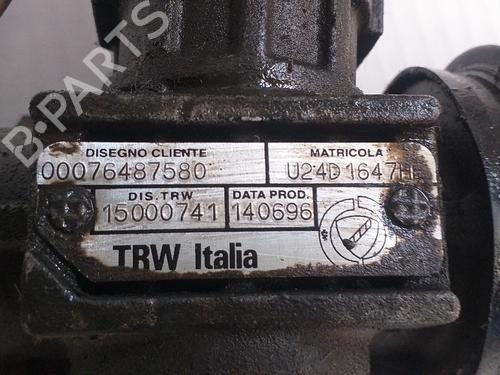 B-PARTS
DISEGNO CLIENTE MATRICOLA
00076487580 U24D1647H
DIS. TRW DATA PROD.
15000741 140696
TRW Italia